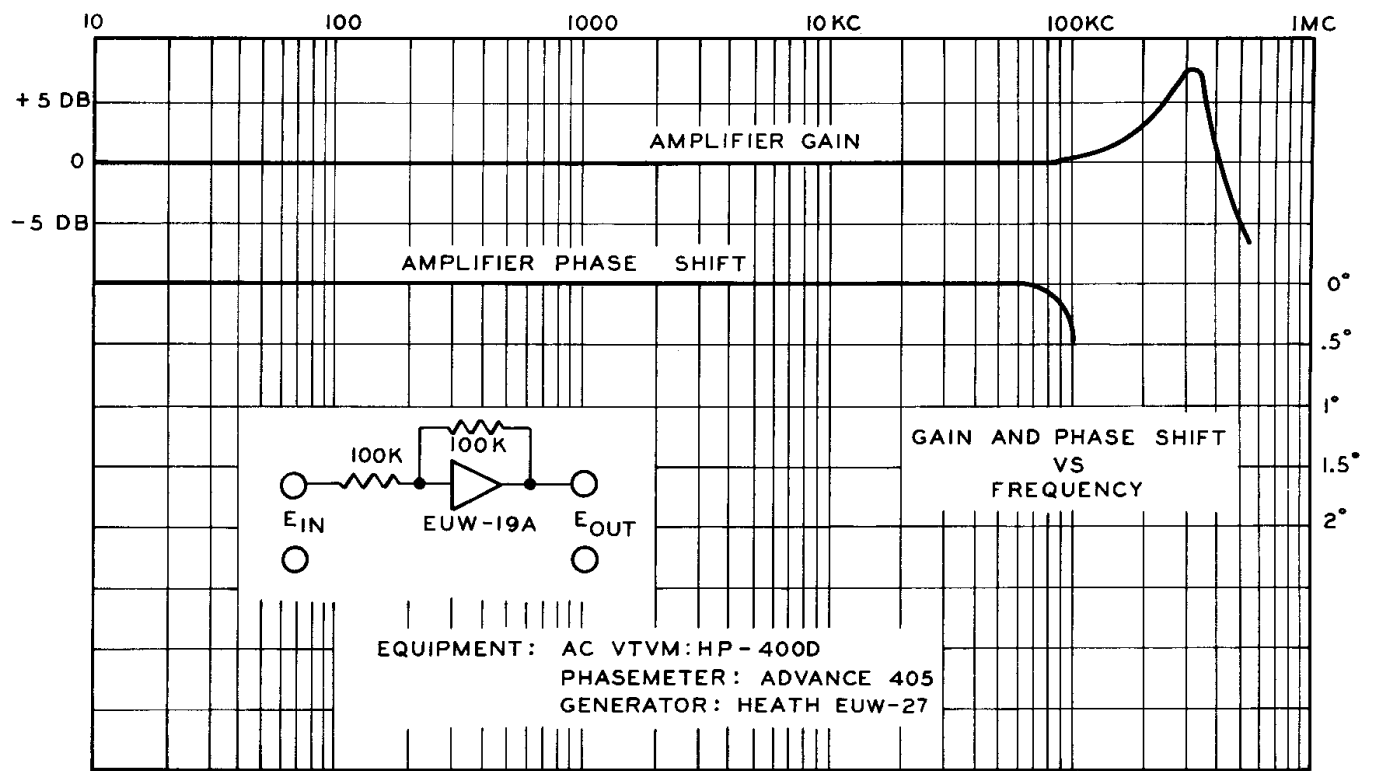 10 100 1000 10 KC 100KC 1MC
+ 5 DB
AMPLIFIER GAIN
0
- 5 DB
AMPLIFIER PHASE SHIFT
0°
.5°
1°
GAIN AND PHASE SHIFT
VS
FREQUENCY
1.5°
2°
100K
100K
EUW-19A
E IN
E OUT
EQUIPMENT: AC VTVM: HP-400D
PHASEMETER: ADVANCE 405
GENERATOR: HEATH EUW-27